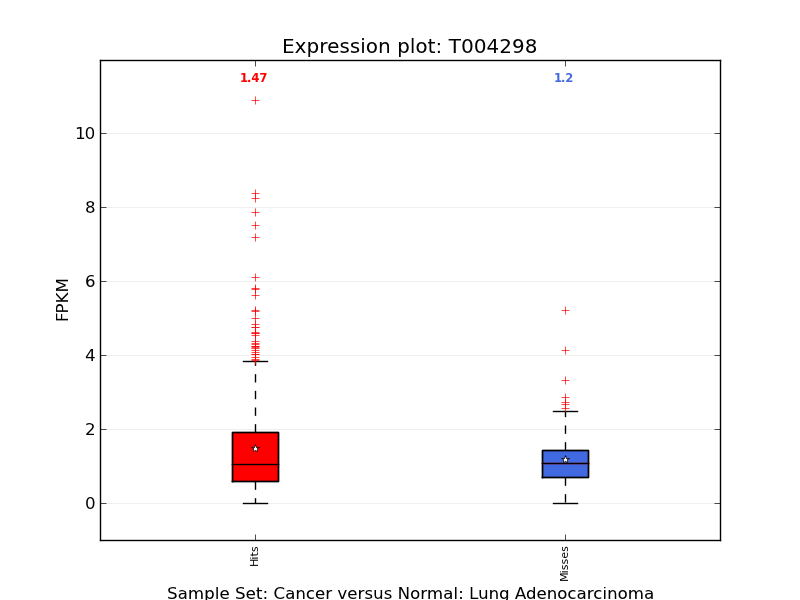 Expression plot: T004298
1.47 1.2
10
8
6
4
2
0
FPKM
Hits Misses
Sample Set: Cancer versus Normal: Lung Adenocarcinoma